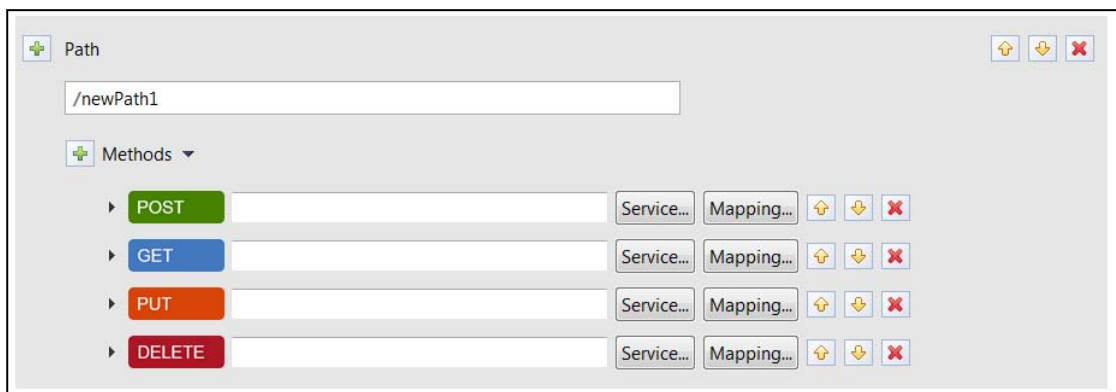 Path
/newPath1
Methods
POST Service... Mapping...
GET Service... Mapping...
PUT Service... Mapping...
DELETE Service... Mapping...